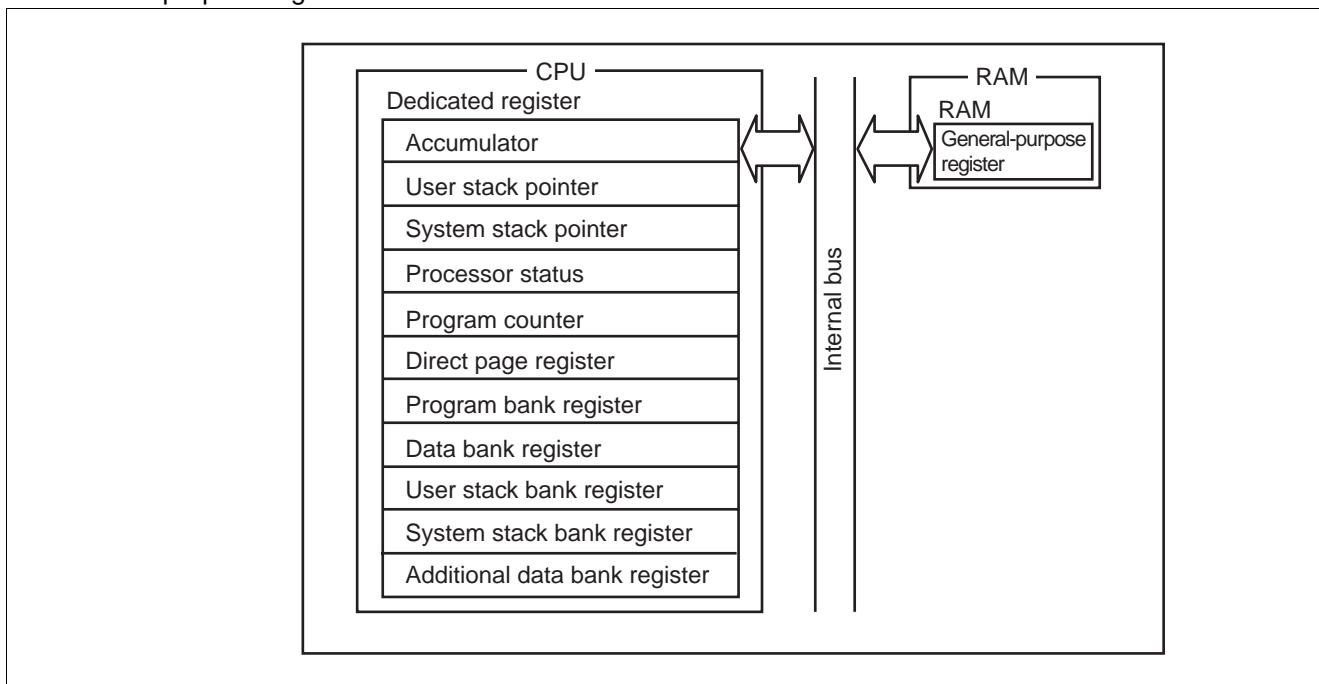 CPU
Dedicated register
Accumulator
User stack pointer
System stack pointer
Processor status
Program counter
Direct page register
Program bank register
Data bank register
User stack bank register
System stack bank register
Additional data bank register
Internal bus
RAM
RAM
General-purpose
register